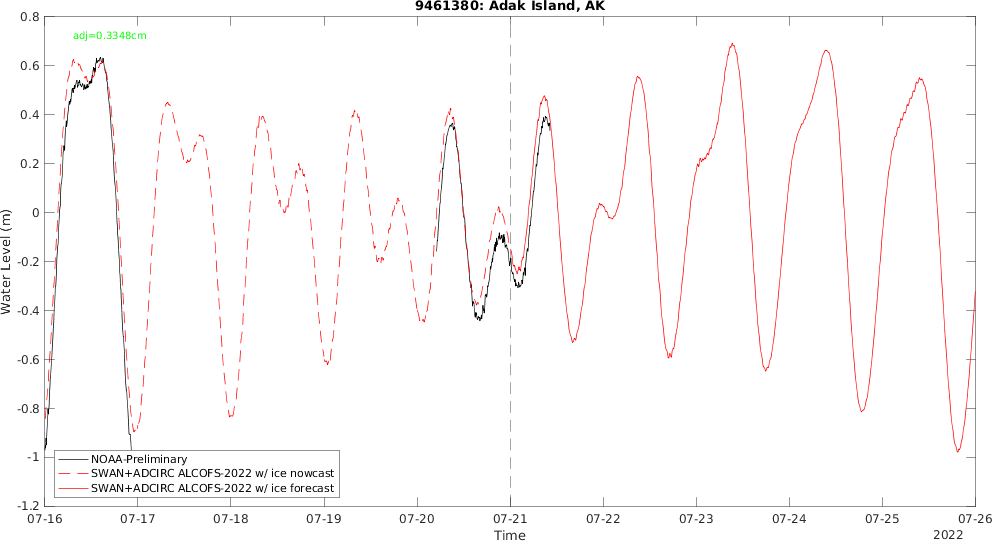 9461380: Adak Island, AK
adj=0.3348cm
0.8
0.6
0.4
0.2
0
-0.2
-0.4
-0.6
-0.8
-1
-1.2
Water Level (m)
NOAA-Preliminary
SWAN+ADCIRC ALCOFS-2022 w/ ice nowcast
SWAN+ADCIRC ALCOFS-2022 w/ ice forecast
07-16 07-17 07-18 07-19 07-20 07-21 07-22 07-23 07-24 07-25 07-26
Time
2022